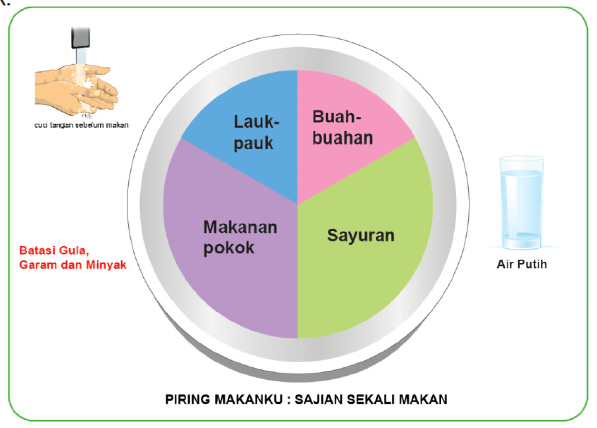 cuci tangan sebelum makan
Lauk-
pauk
Buah-
buahan
Makanan
pokok
Sayuran
Batasi Gula,
Garam dan Minyak
Air Putih
PIRING MAKANKU : SAJIAN SEKALI MAKAN